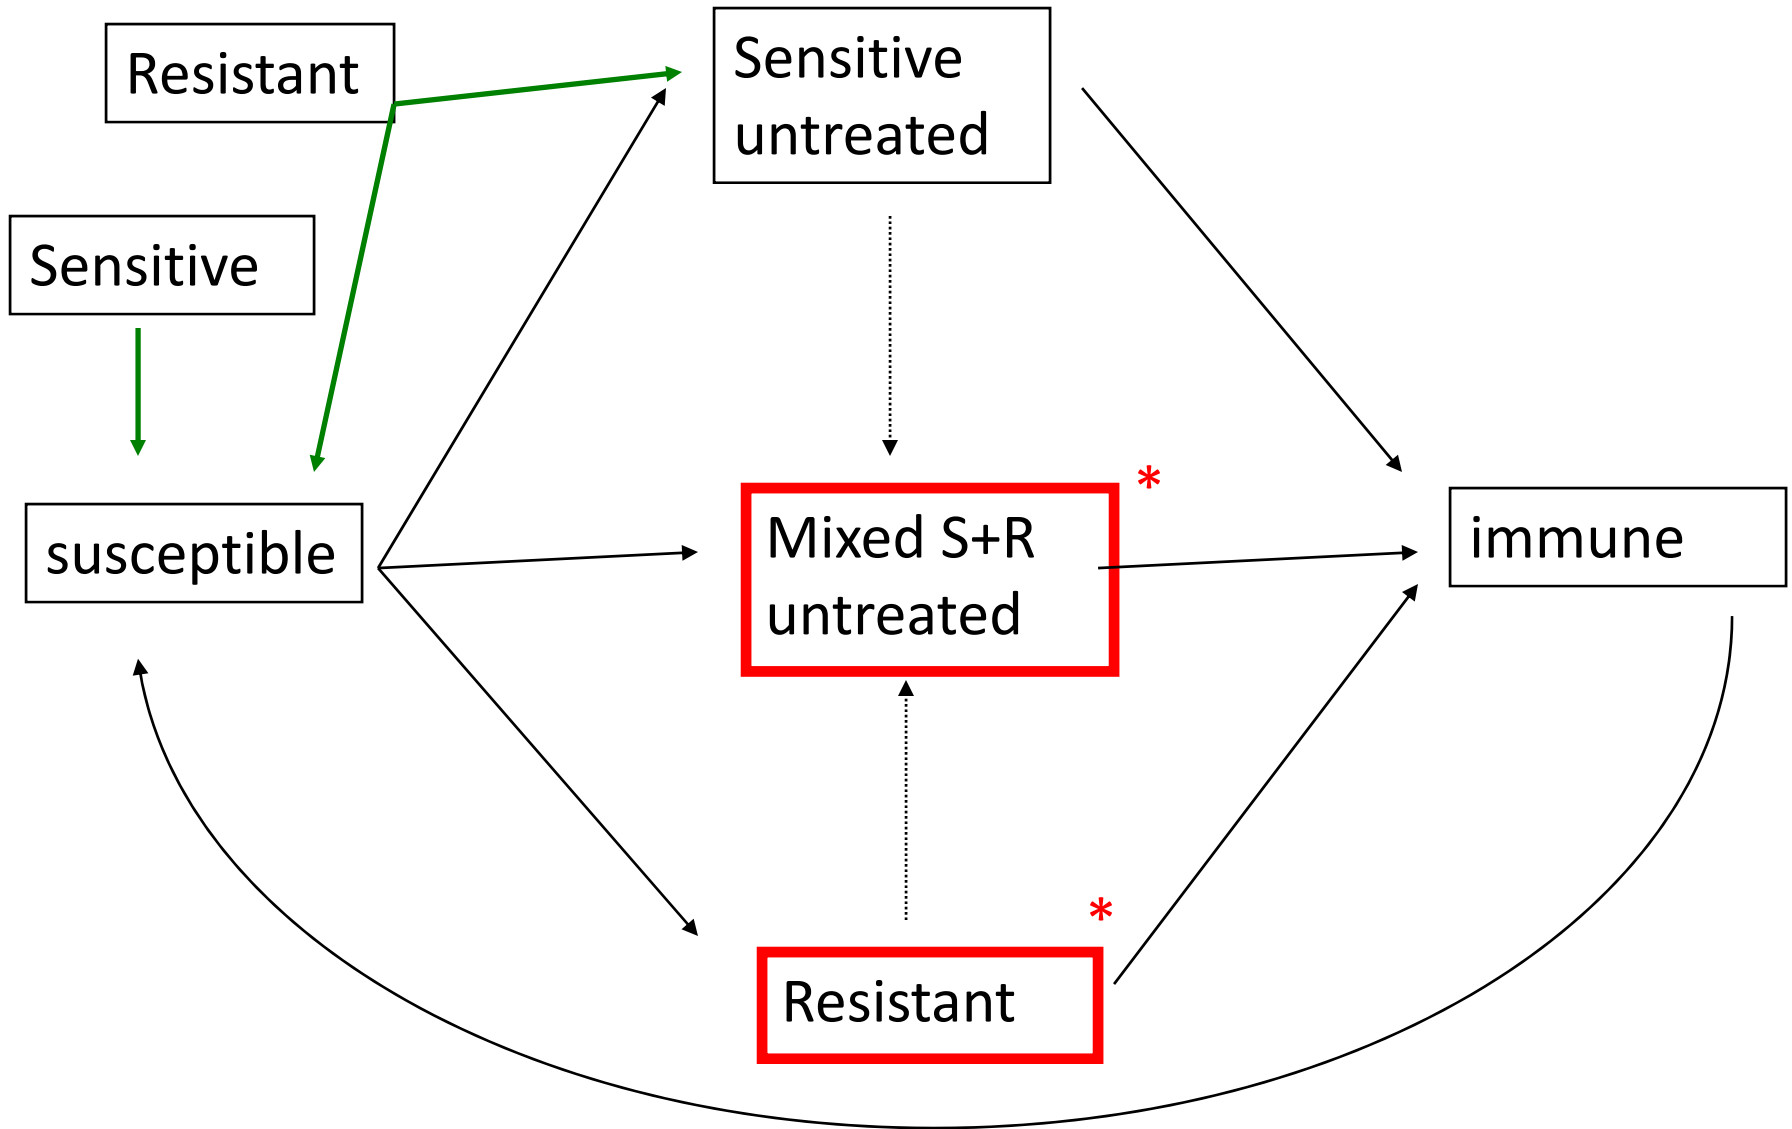 Resistant
Sensitive
untreated
Sensitive
susceptible
*
Mixed S+R
untreated
immune
*
Resistant